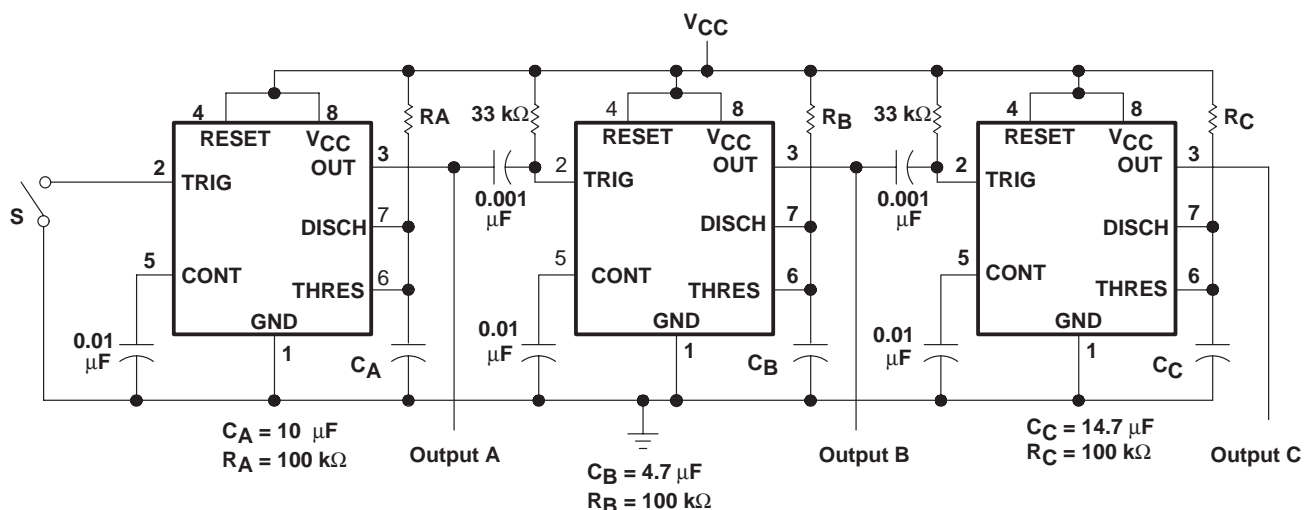 VCC
4
8
RESET
VCC
OUT
3
2
TRIG
S
DISCH
7
5
CONT
THRES
6
GND
1
0.01
µF
RA
CA
33 kΩ
0.001
µF
4
8
RESET
VCC
OUT
3
2
TRIG
DISCH
7
5
CONT
THRES
6
GND
1
0.01
µF
RB
CB
33 kΩ
0.001
µF
4
8
RESET
VCC
OUT
3
2
TRIG
DISCH
7
5
CONT
THRES
6
GND
1
0.01
µF
RC
CC
CA = 10 µF
RA = 100 kΩ
Output A
CB = 4.7 µF
RB = 100 kΩ
Output B
CC = 14.7 µF
RC = 100 kΩ
Output C